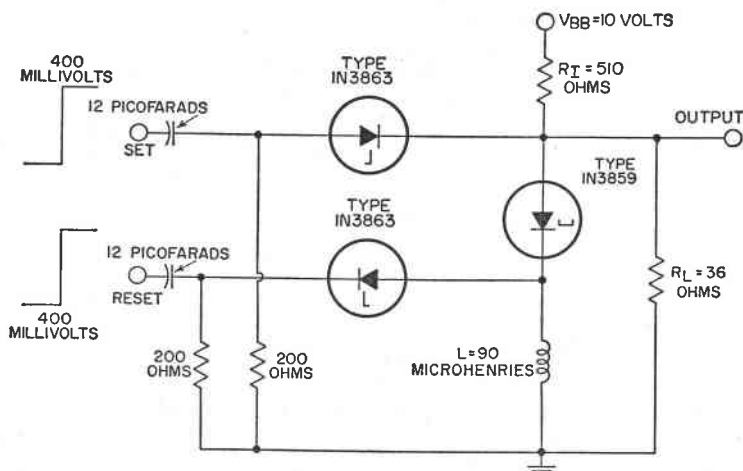 VBB=10 VOLTS
400
MILLIVOLTS
TYPE
IN3863
RI=510
OHMS
12 PICOFARADS
OUTPUT
SET
TYPE
IN3859
TYPE
IN3863
12 PICOFARADS
RESET
400
MILLIVOLTS
RL=36
OHMS
200
OHMS
200
OHMS
L=90
MICROHENRIES